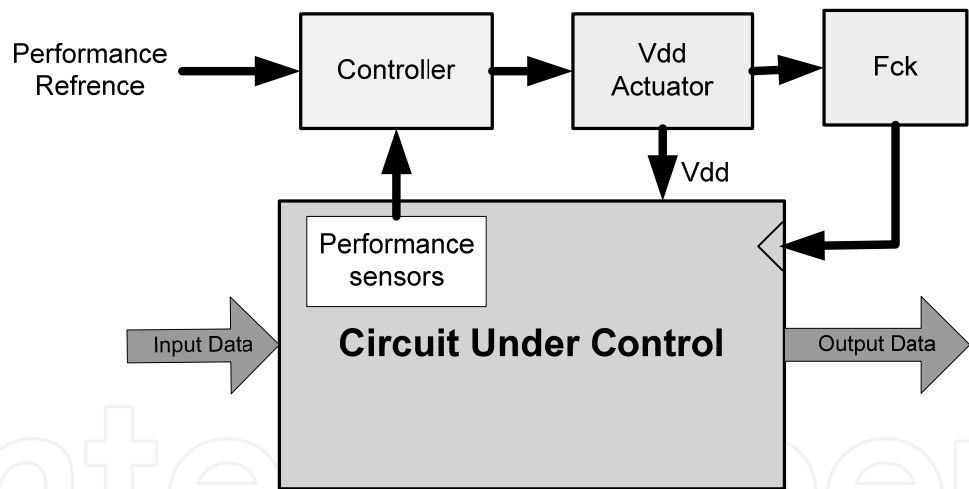 Performance
Refrence
Controller
Vdd
Actuator
Fck
Vdd
Performance
sensors
Circuit Under Control
Input Data
Output Data